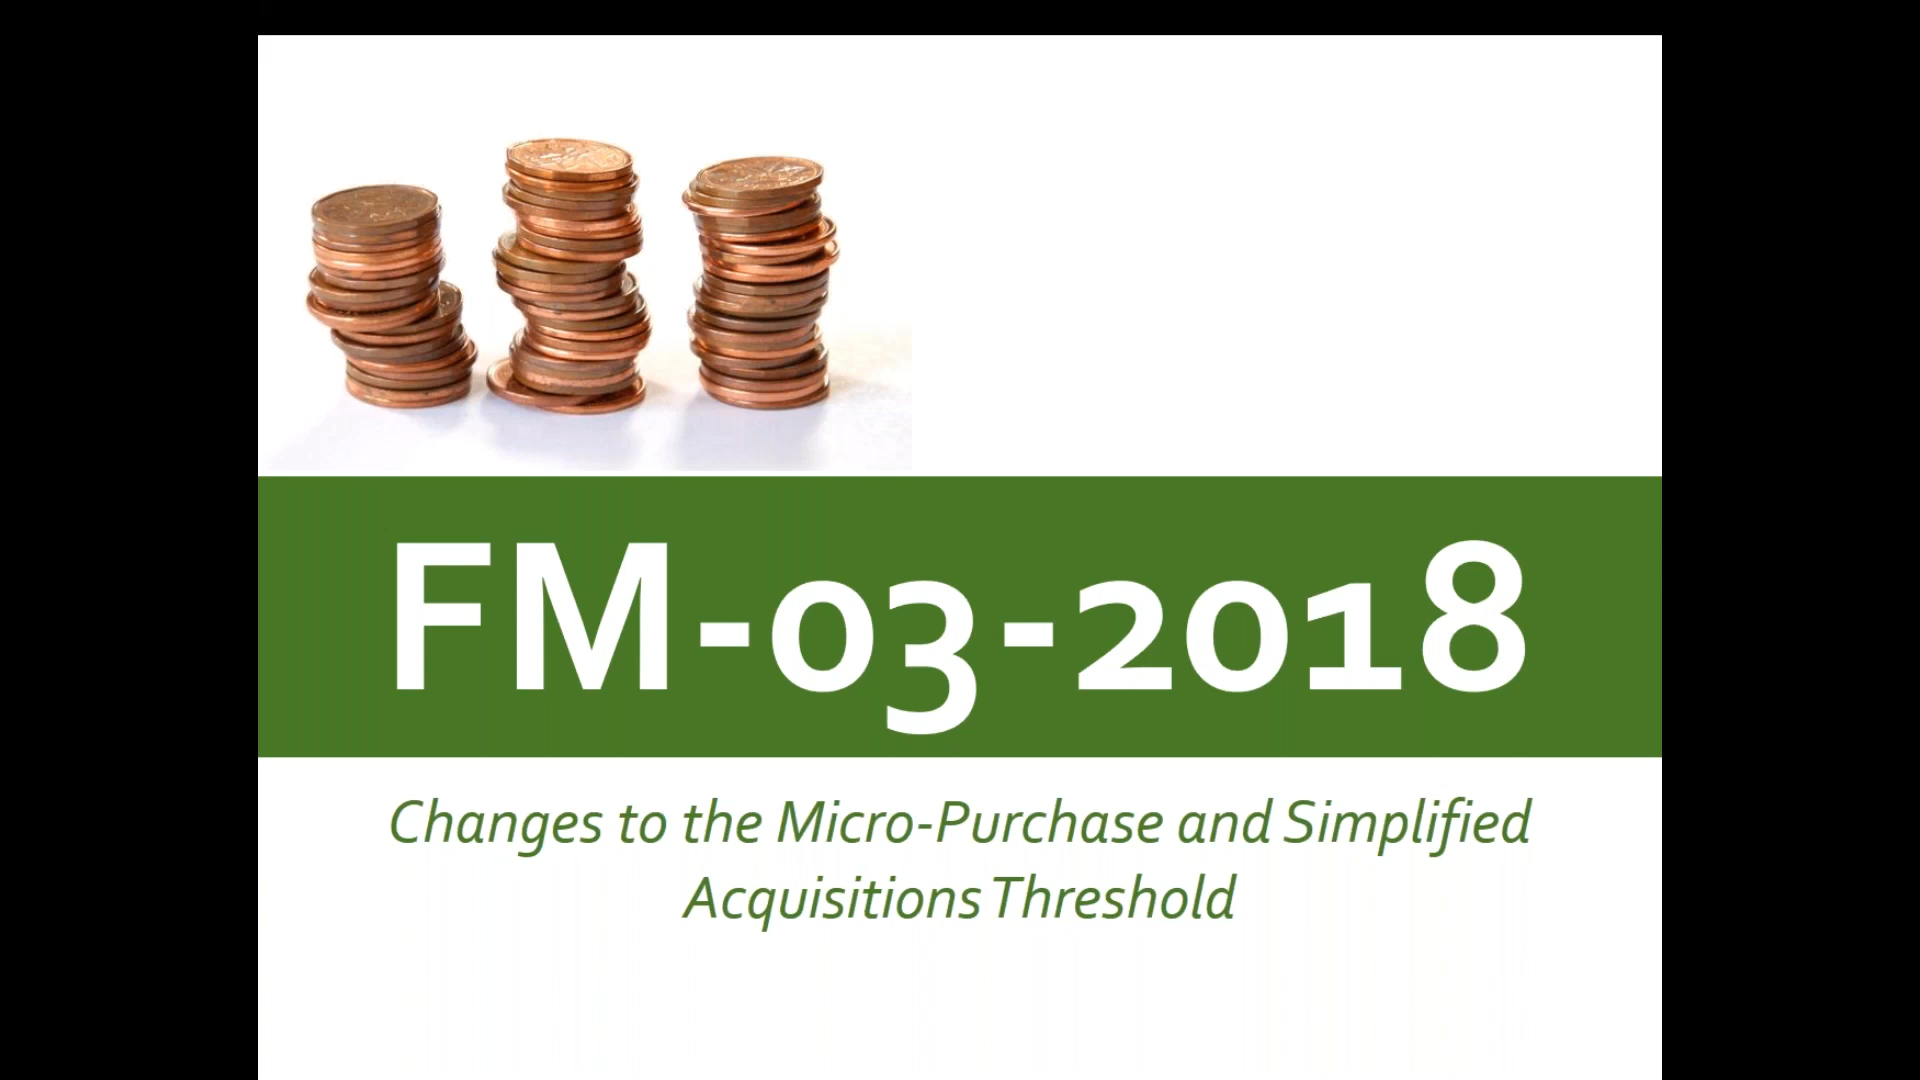 FM-03-2018
Changes to the Micro-Purchase and Simplified
Acquisitions Threshold